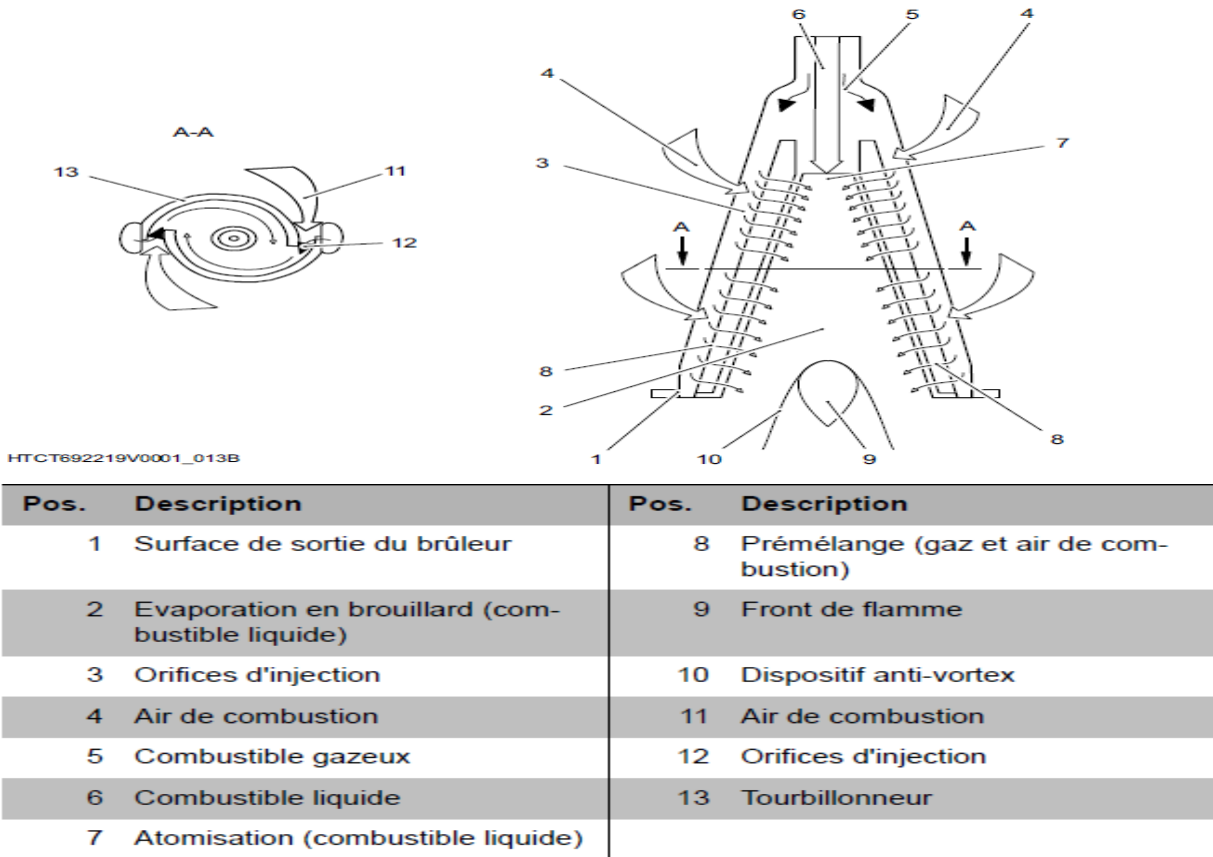 6 5 4
4
A-A
7
13 11
3
12
A A
8
2
8
HTCT692219V0001_013B
1 10 9
Pos. Description Pos. Description
1 Surface de sortie du brûleur 8 Prémélange (gaz et air de com-
bustion)
2 Evaporation en brouillard (com- 9 Front de flamme
bustible liquide)
3 Orifices d'injection 10 Dispositif anti-vortex
4 Air de combustion 11 Air de combustion
5 Combustible gazeux 12 Orifices d'injection
6 Combustible liquide 13 Tourbillonneur
7 Atomisation (combustible liquide)